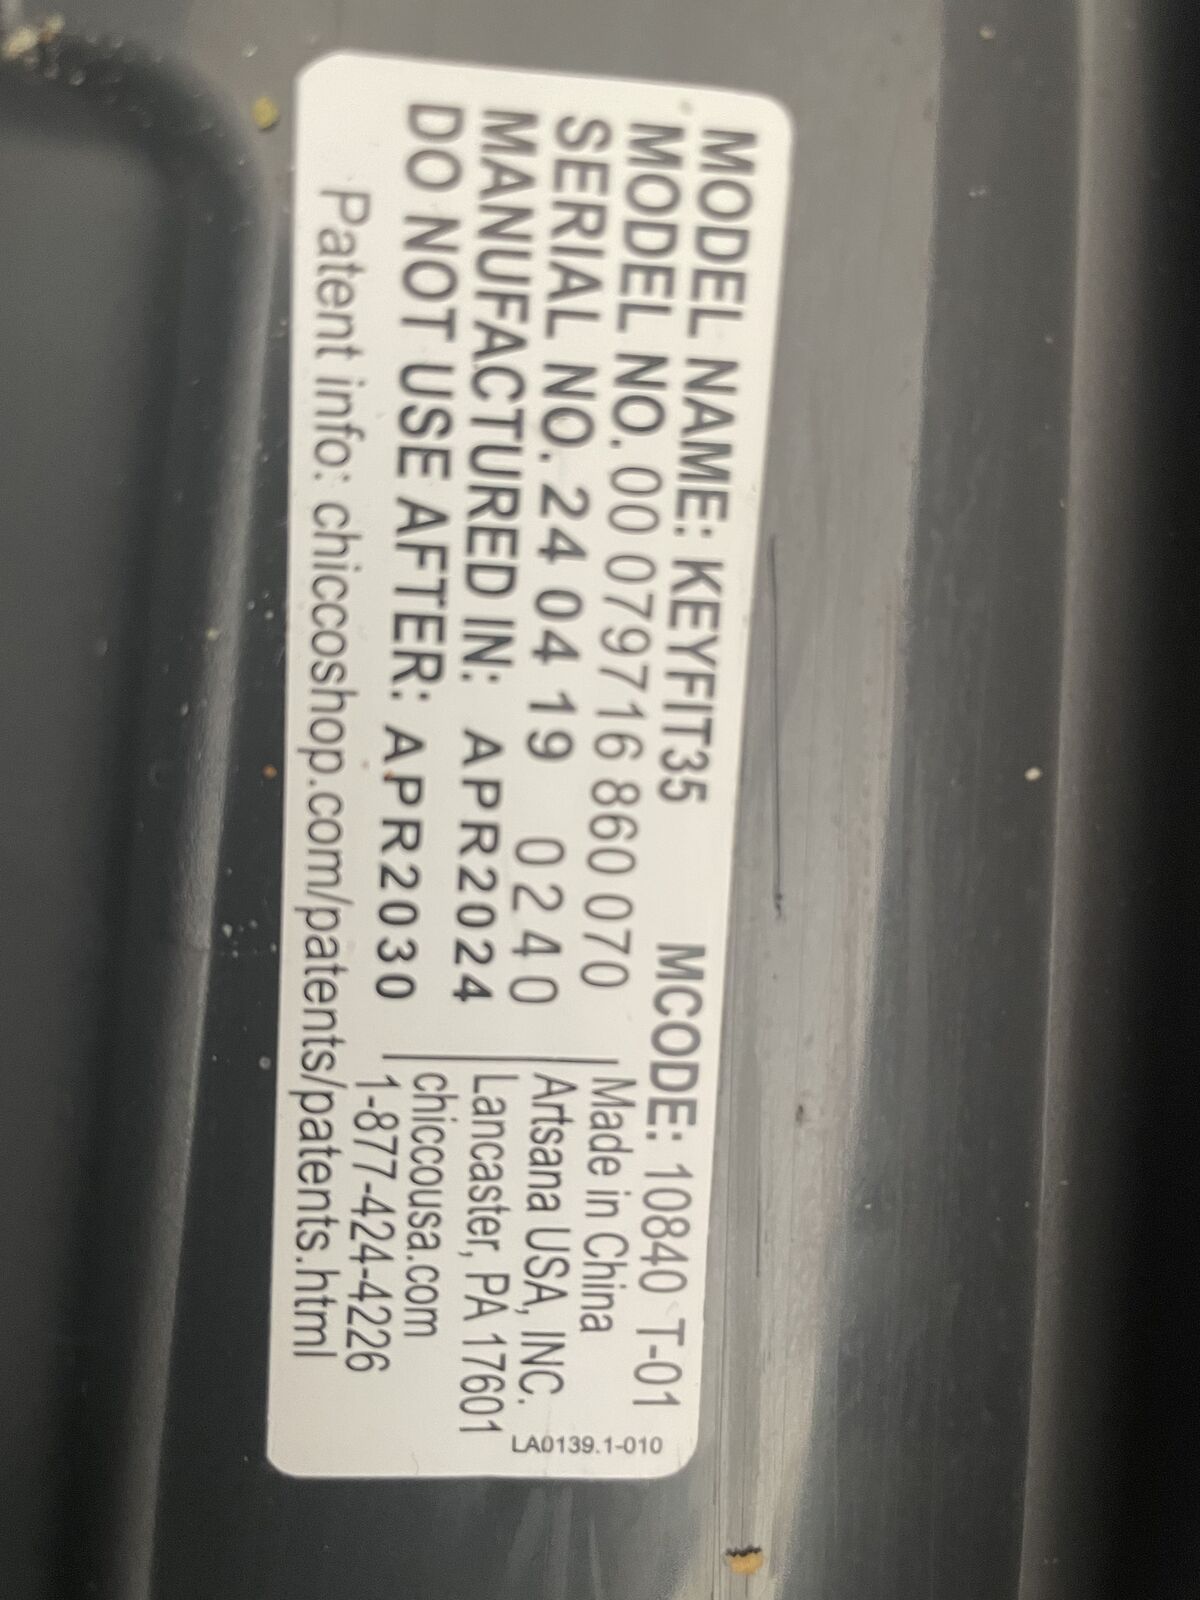 MODEL NAME: KEYFIT35 MCODE: 10840 T-01
MODEL NO. 00 079716 860 070
SERIAL NO. 24 04 19 0240
MANUFACTURED IN: APR2024
DO NOT USE AFTER: APR2030
Made in China
Artsana USA, INC.
Lancaster, PA 17601
chiccousa.com
1-877-424-4226
Patent info: chiccoshop.com/patents/patents.html
LA0139.1-010